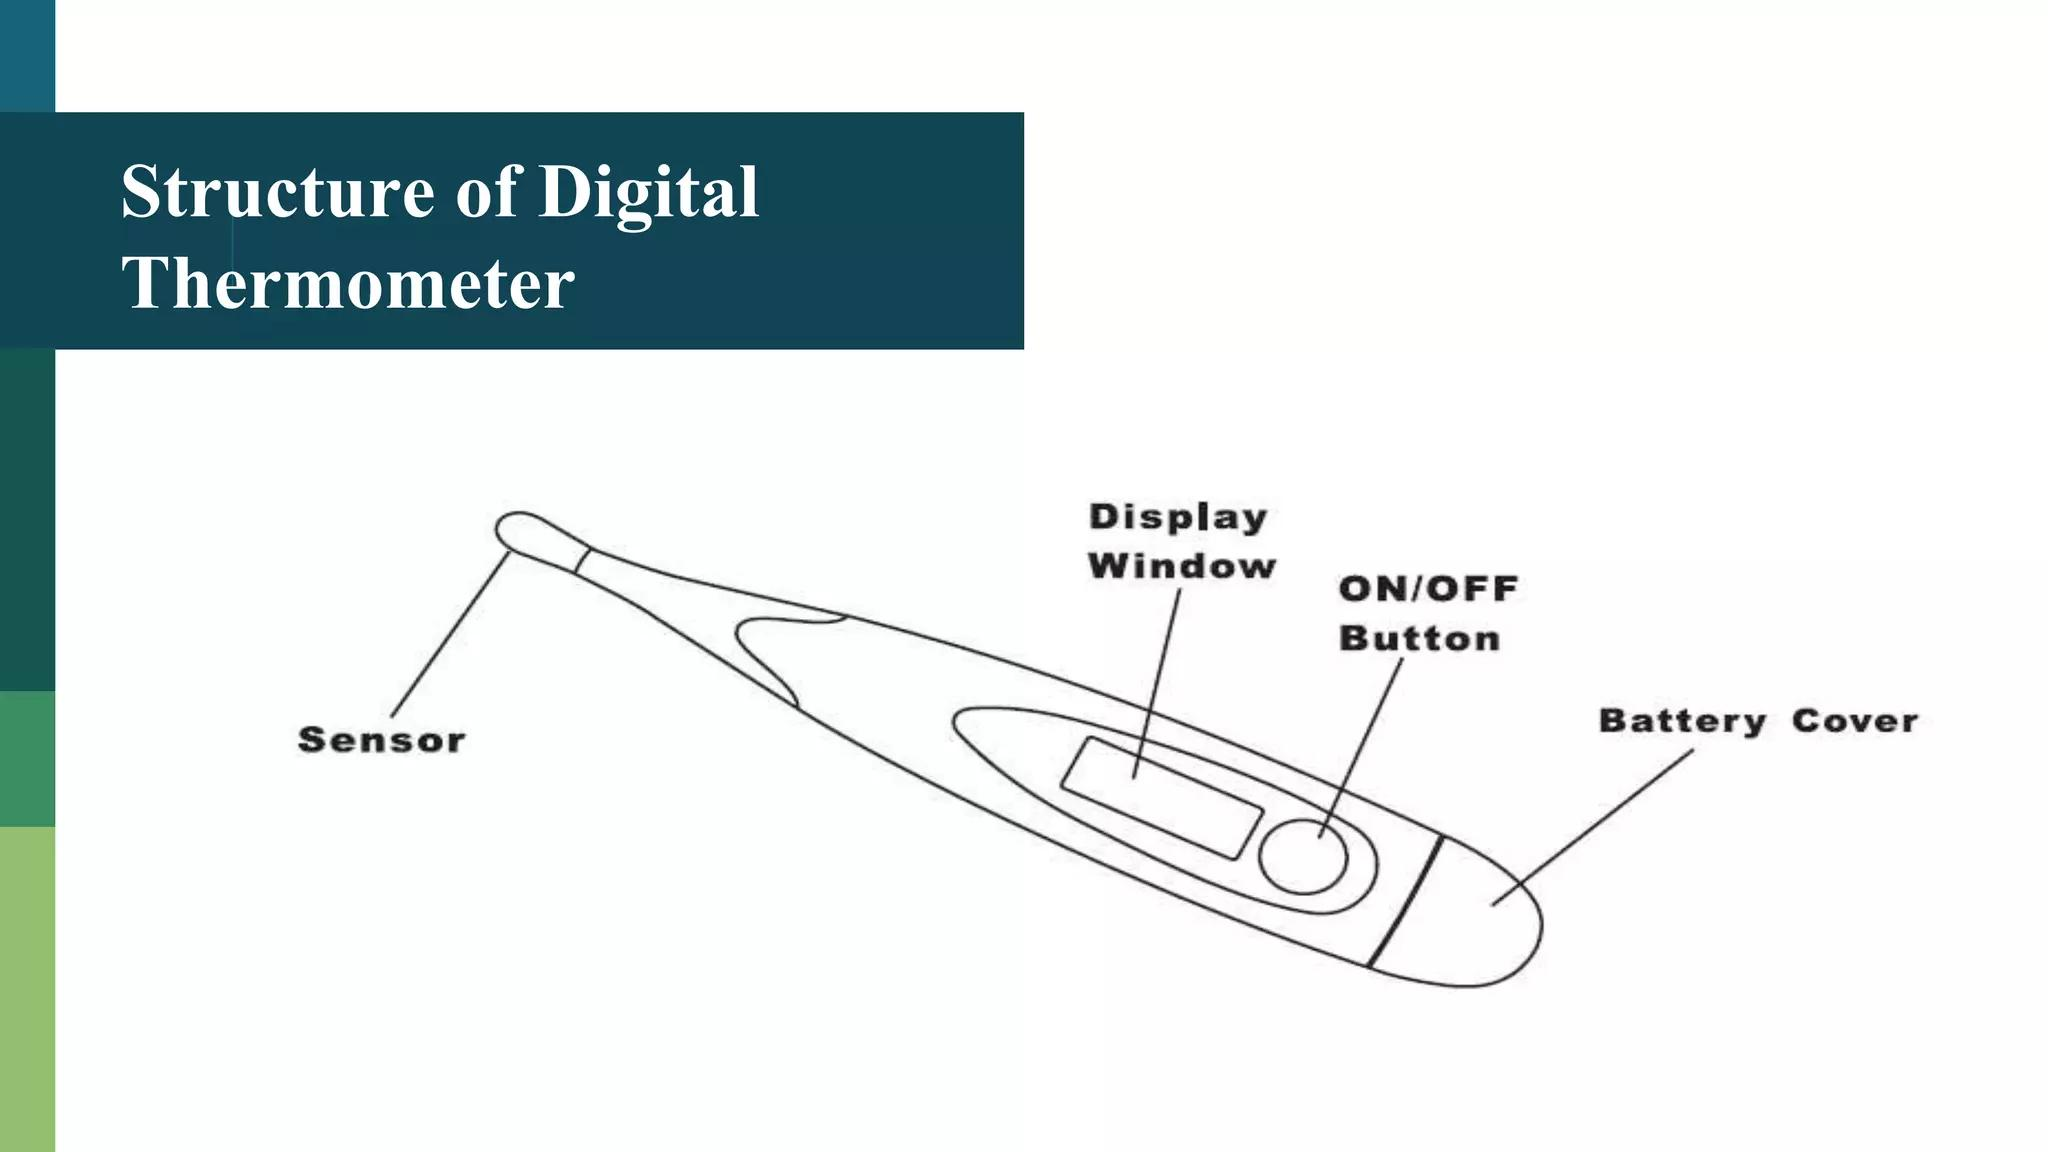 Structure of Digital
Thermometer
Display
Window
ON/OFF
Button
Battery Cover
Sensor